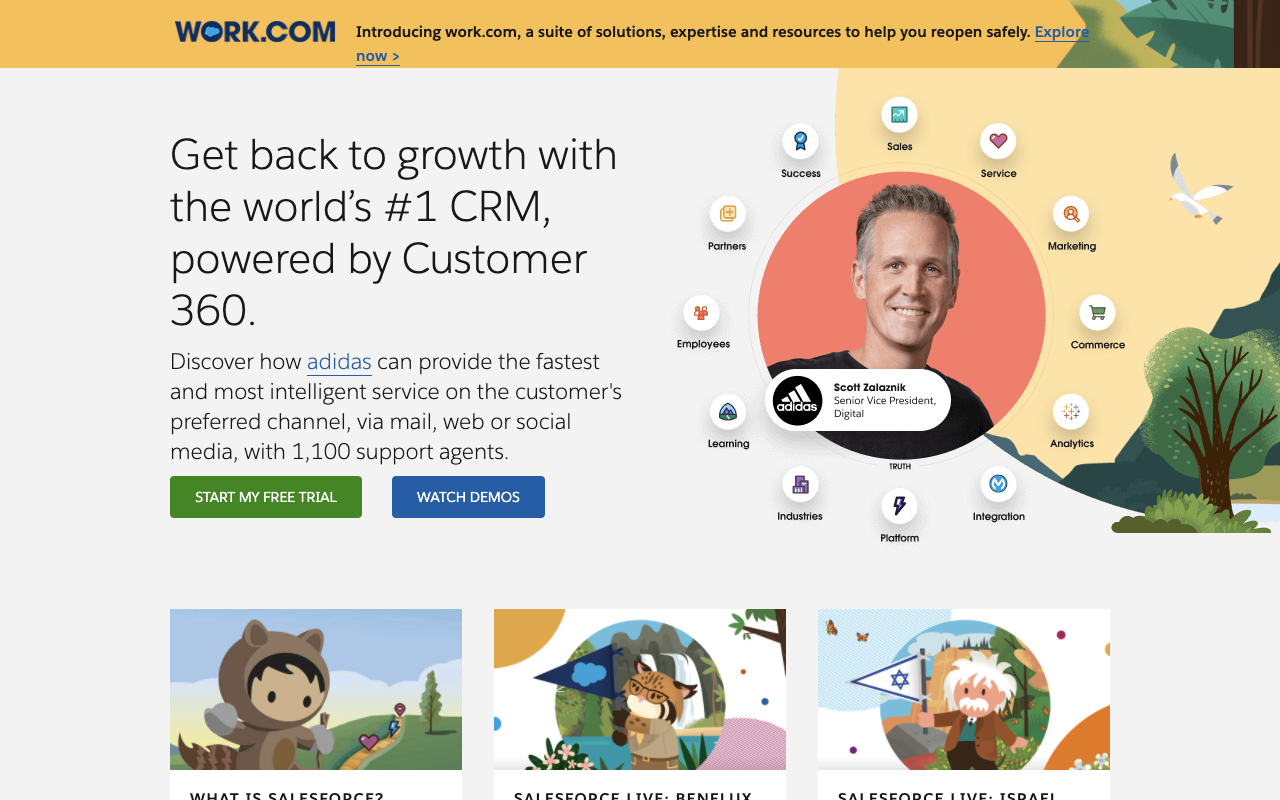 WORK.COM
Introducing work.com, a suite of solutions, expertise and resources to help you reopen safely. Explore
now >
Get back to growth with
the world’s #1 CRM,
powered by Customer
360.
Discover how adidas can provide the fastest
and most intelligent service on the customer's
preferred channel, via mail, web or social
media, with 1,100 support agents.
START MY FREE TRIAL
WATCH DEMOS
Sales
Success
Service
Partners
Marketing
Employees
Commerce
adidas
Scott Zalaznik
Senior Vice President,
Digital
Learning
Analytics
TRUTH
Industries
Integration
Platform
WHAT IS SALESFORCE?
SALESFORCE LIVE: BENELUX
SALESFORCE LIVE: ISRAEL